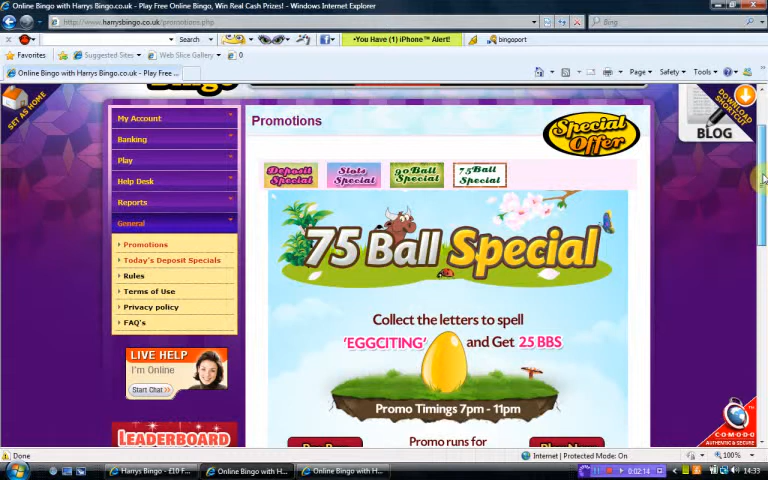 Online Bingo with Harrys Bingo.co.uk - Play Free Online Bingo, Win Real Cash Prizes! - Windows Internet Explorer
http://www.harrysbingo.co.uk/promotions.php
Bing
Search
•You Have (1) iPhone™ Alert!
bingoport
Favorites
Suggested Sites
Web Slice Gallery
0
Online Bingo with Harrys Bingo.co.uk - Play Free ...
Page
Safety
Tools
SET AS HOME
Bingo
DOWNLOAD SHORTCUT
BLOG
My Account
Banking
Play
Help Desk
Reports
General
Promotions
Today's Deposit Specials
Rules
Terms of Use
Privacy policy
FAQ's
LIVE HELP
I'm Online
Start Chat >>
LEADERBOARD
Promotions
Special Offer
Deposit Special
Slots Special
90Ball Special
75Ball Special
75 Ball Special
Collect the letters to spell
'EGGCITING' and Get 25 BBS
Promo Timings 7pm - 11pm
Promo runs for
COMODO
AUTHENTIC & SECURE
Done
Internet | Protected Mode: On
100%
Harrys Bingo - £10 F...
Online Bingo with H...
Online Bingo with H...
0:02:14
14:33